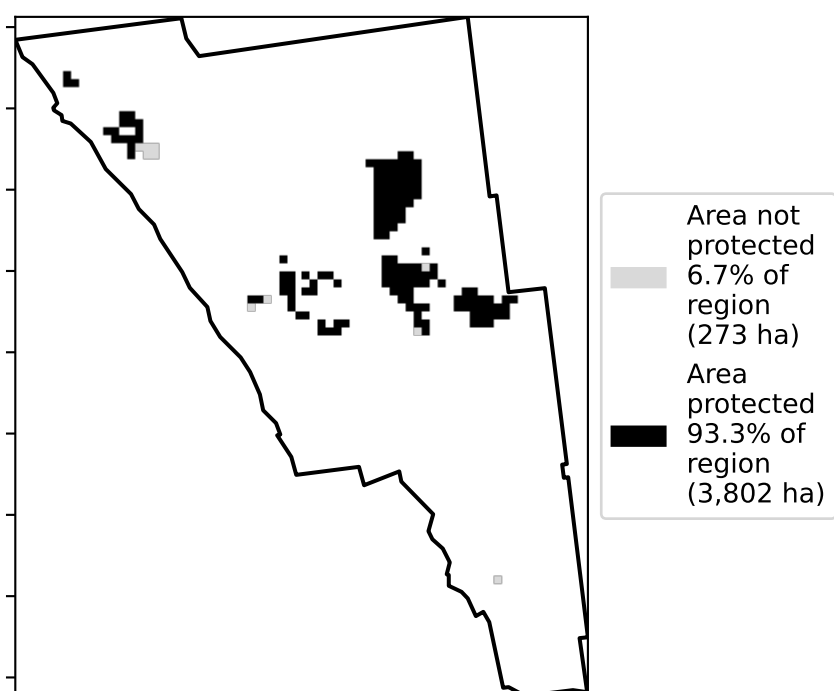 Area not
protected
6.7% of
region
(273 ha)
Area
protected
93.3% of
region
(3,802 ha)